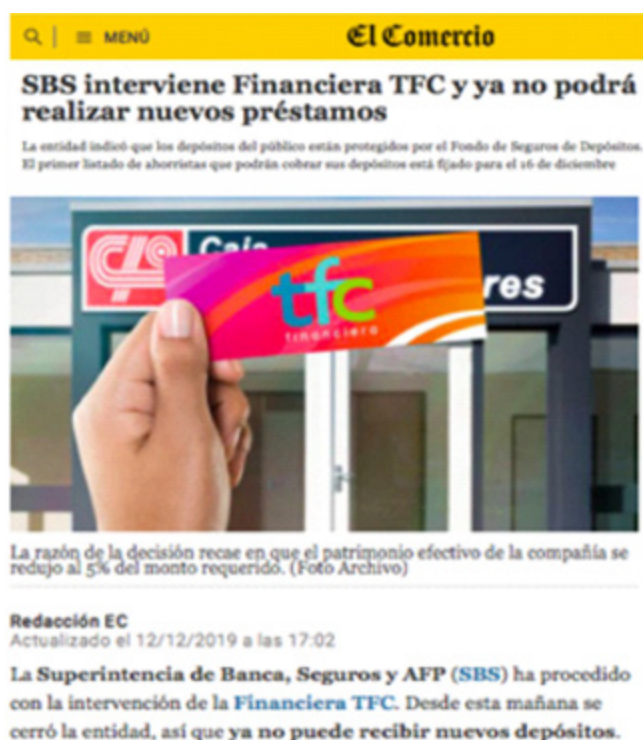 MENÚ
El Comercio
SBS interviene Financiera TFC y ya no podrá
realizar nuevos préstamos
La entidad indicó que los depósitos del público están protegidos por el Fondo de Seguros de Depósitos.
El primer listado de ahorristas que podrán cobrar sus depósitos está fijado para el 16 de diciembre
Caja
res
tfc
financiera
La razón de la decisión recae en que el patrimonio efectivo de la compañía se
redujo al 5% del monto requerido. (Foto Archivo)
Redacción EC
Actualizado el 12/12/2019 a las 17:02
La Superintencia de Banca, Seguros y AFP (SBS) ha procedido
con la intervención de la Financiera TFC. Desde esta mañana se
cerró la entidad, así que ya no puede recibir nuevos depósitos.